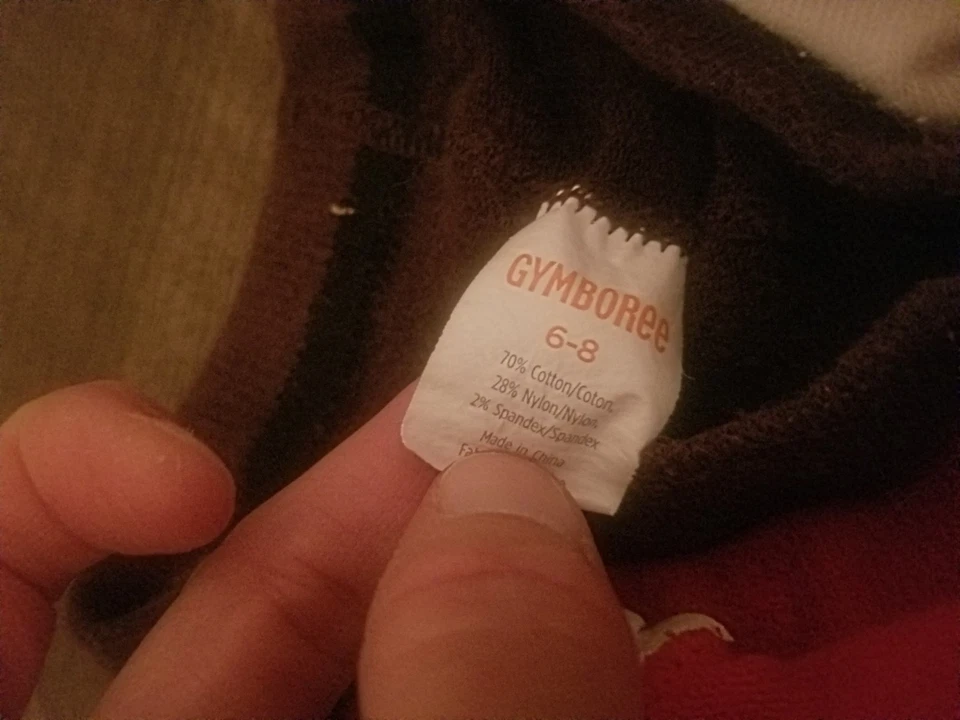 GYMBOREE
6-8
70% Cotton/Coton
28% Nylon/Nylon
2% Spandex/Spandex
Made in China